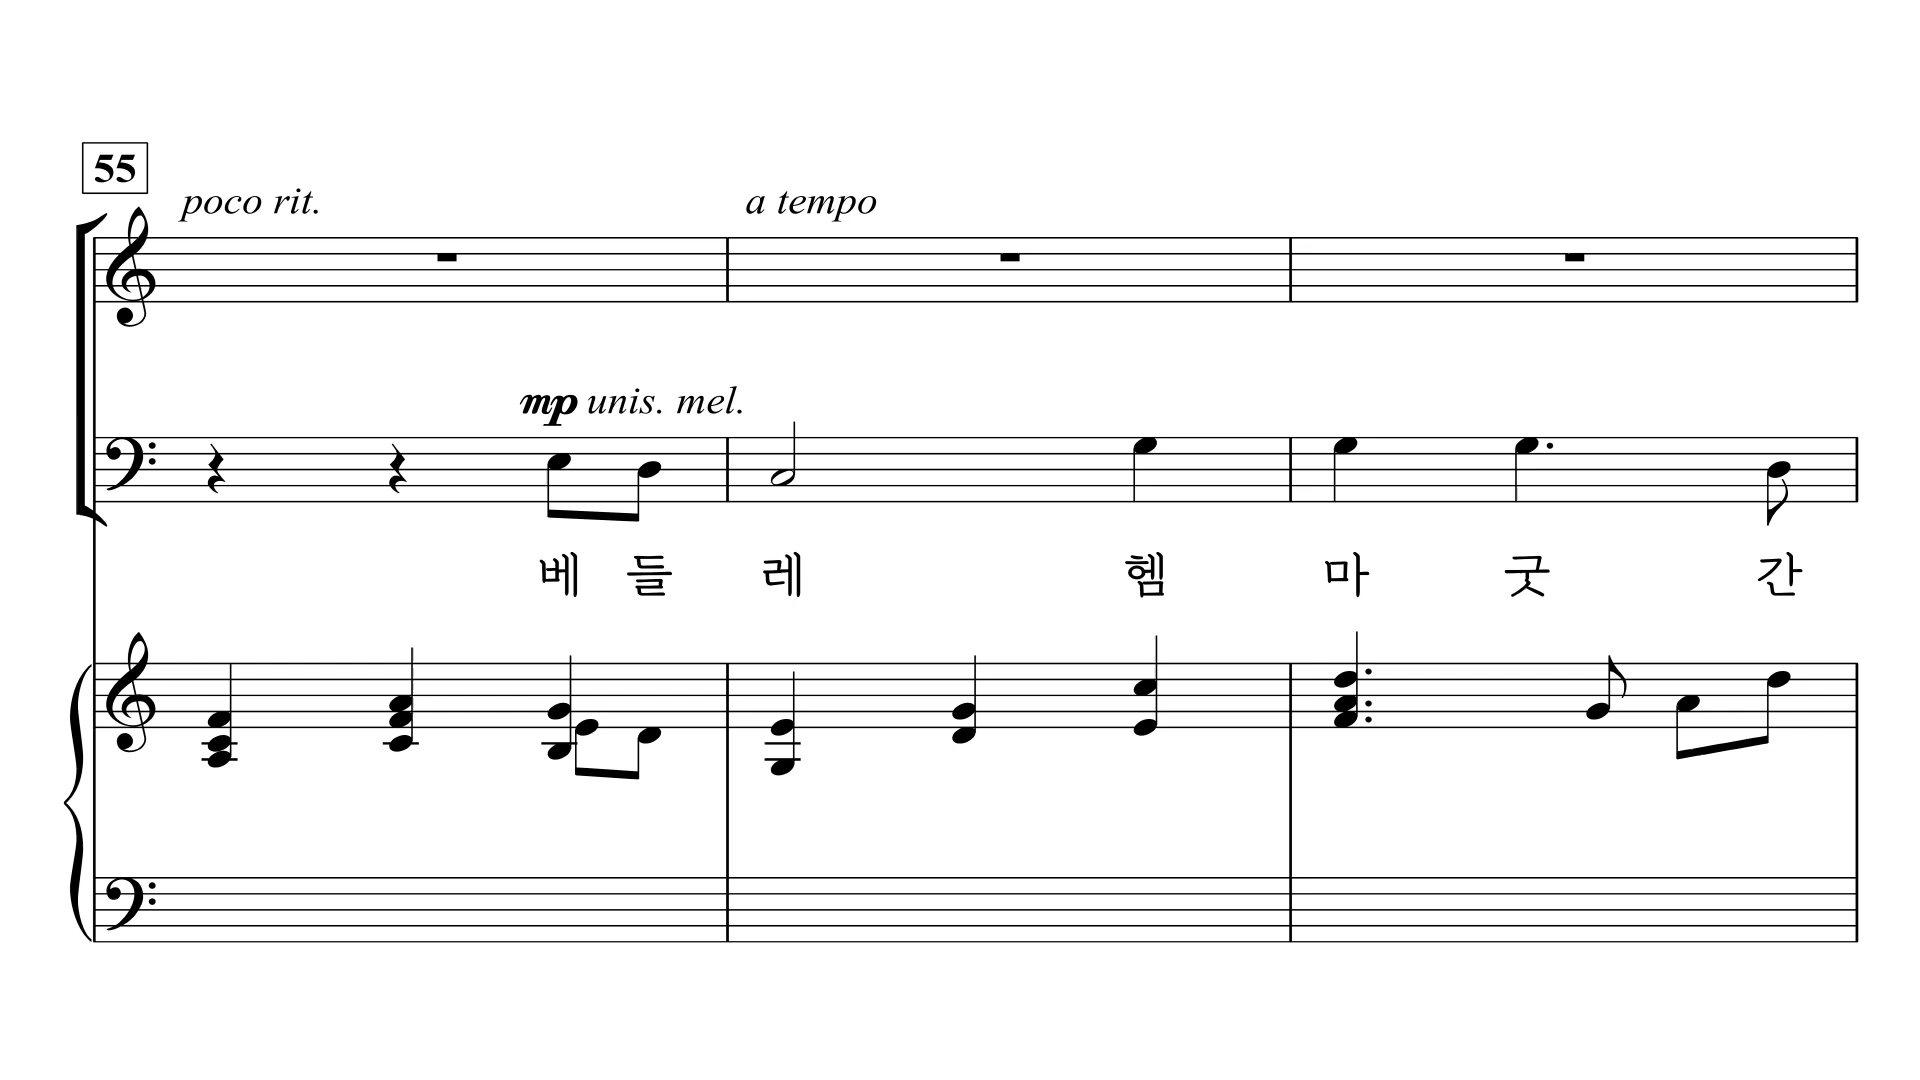 55
poco rit. a tempo
mp unis. mel.
베 들 레 헴 마 굿 간